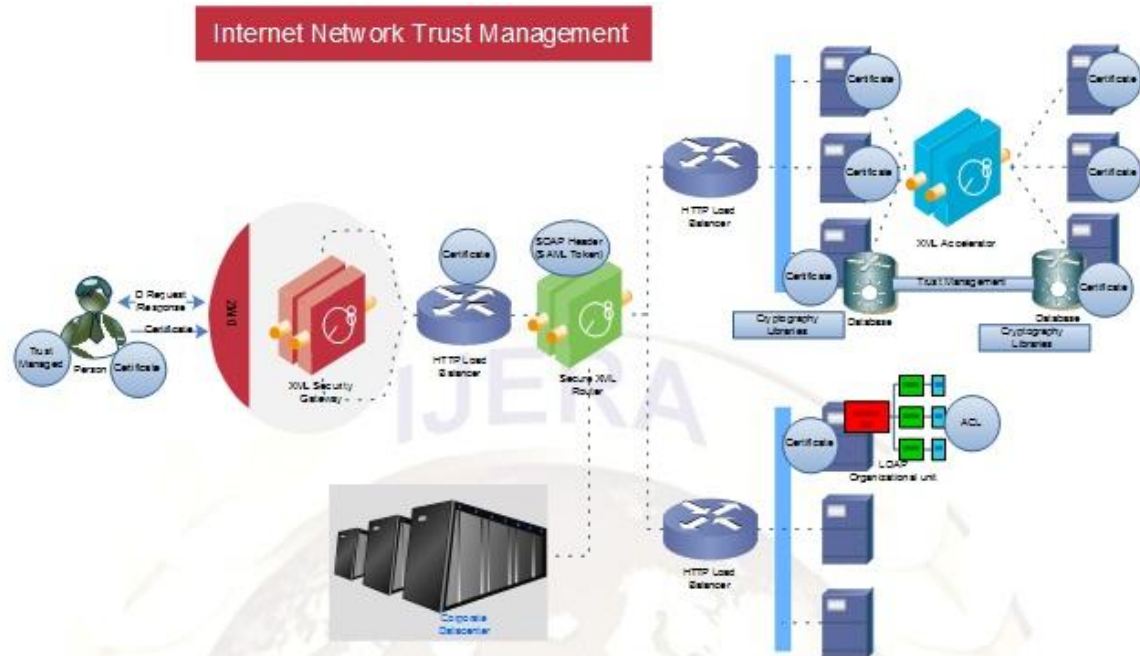 Internet Network Trust Management
Certificate
Certificate
Certificate
Certificate
HTTP Load
Balancer
XML Accelerator
SOAP Header
(SAML Token)
Certificate
Certificate
Trust Management
Certificate
Database
Database
Cryptography
Libraries
Cryptography
Libraries
ID Request
Response
Certificate
DMZ
Trust
Managed
Person
Certificate
XML Security
Gateway
HTTP Load
Balancer
Secure XML
Router
IJERA
Certificate
ACL
LDAP
Organizational unit
HTTP Load
Balancer
Corporate
Datacenter